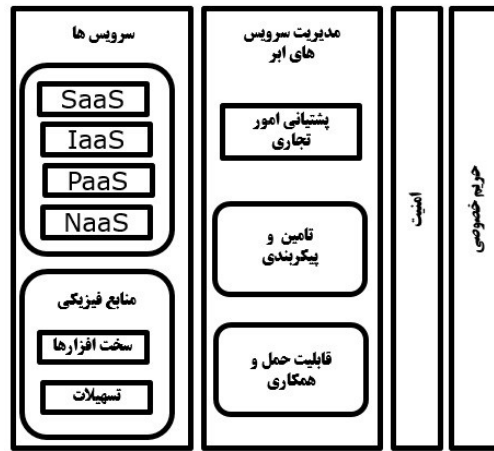 سرویس ها
SaaS
IaaS
PaaS
NaaS
منابع فیزیکی
سخت افزارها
تسهیلات
مدیریت سرویس
های ابر
پشتیانی امور
تجاری
تامین و
پیکربندی
قابلیت حمل و
همکاری
امنیت
حریم خصوصی